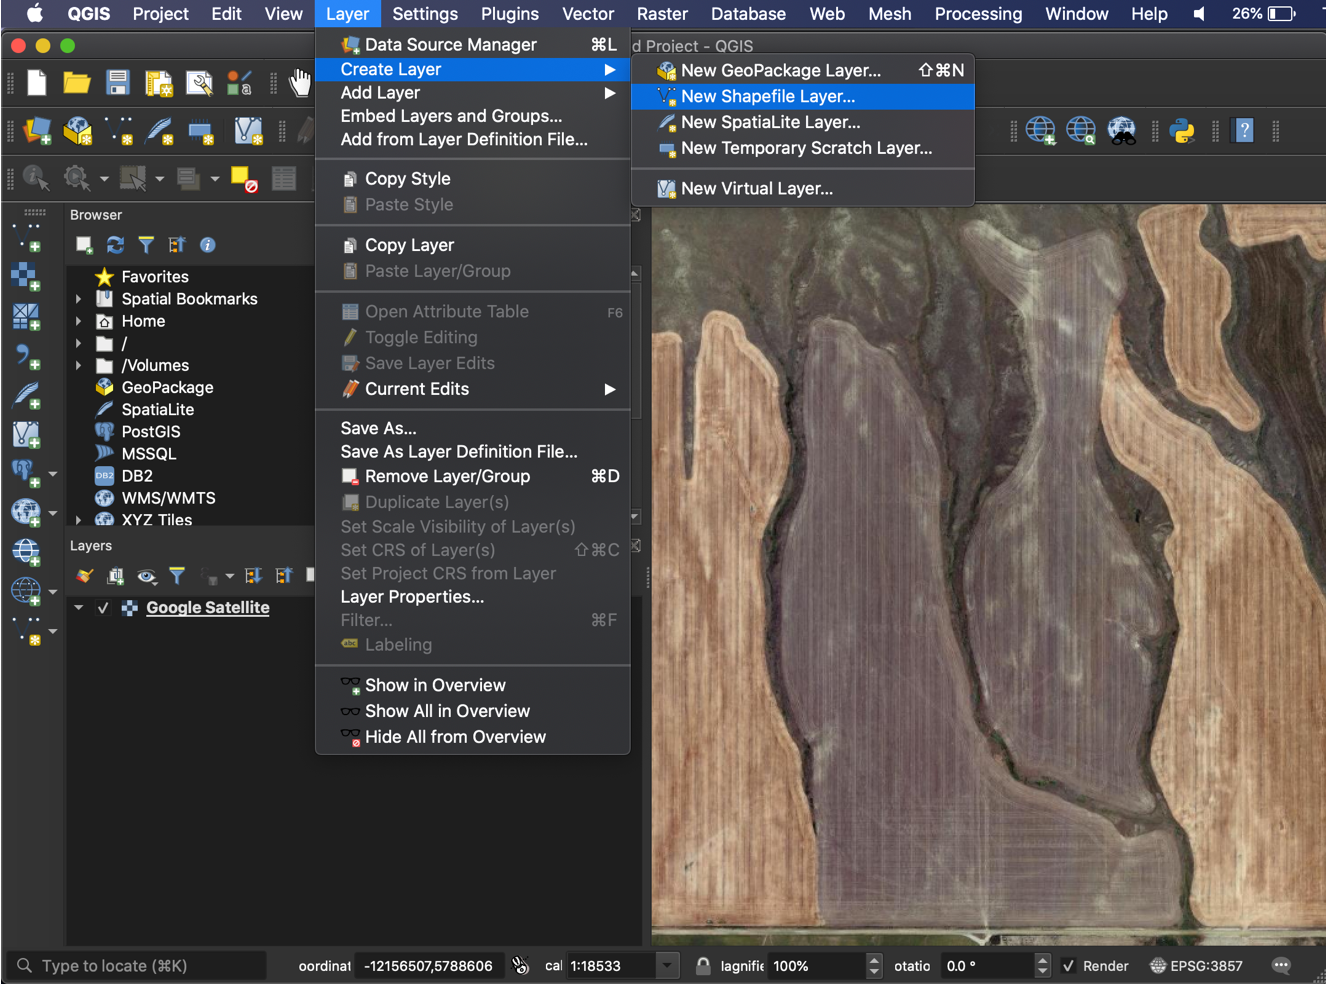 QGIS Project Edit View Layer Settings Plugins Vector Raster Database Web Mesh Processing Window Help 26%
d Project - QGIS
Data Source Manager ⌘L
Create Layer
Add Layer
Embed Layers and Groups...
Add from Layer Definition File...
Copy Style
Paste Style
Copy Layer
Paste Layer/Group
Open Attribute Table F6
Toggle Editing
Save Layer Edits
Current Edits
Save As...
Save As Layer Definition File...
Remove Layer/Group ⌘D
Duplicate Layer(s)
Set Scale Visibility of Layer(s)
Set CRS of Layer(s) ⇧⌘C
Set Project CRS from Layer
Layer Properties...
Filter... ⌘F
abc Labeling
Show in Overview
Show All in Overview
Hide All from Overview
New GeoPackage Layer... ⇧⌘N
New Shapefile Layer...
New SpatiaLite Layer...
New Temporary Scratch Layer...
New Virtual Layer...
Browser
Favorites
Spatial Bookmarks
Home
/
/Volumes
GeoPackage
SpatiaLite
PostGIS
MSSQL
DB2 DB2
WMS/WMTS
XYZ Tiles
Layers
Google Satellite
Type to locate (⌘K) oordinat -12156507,5788606 cal 1:18533 lagnifie 100% otatio 0.0 ° Render EPSG:3857